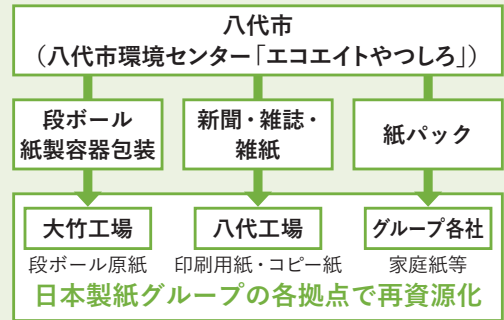 八代市
（八代市環境センター「エコエイトやつしろ」）
段ボール
紙製容器包装
新聞・雑誌・
雑紙
紙パック
大竹工場
八代工場
グループ各社
段ボール原紙
印刷用紙・コピー紙
家庭紙等
日本製紙グループの各拠点で再資源化